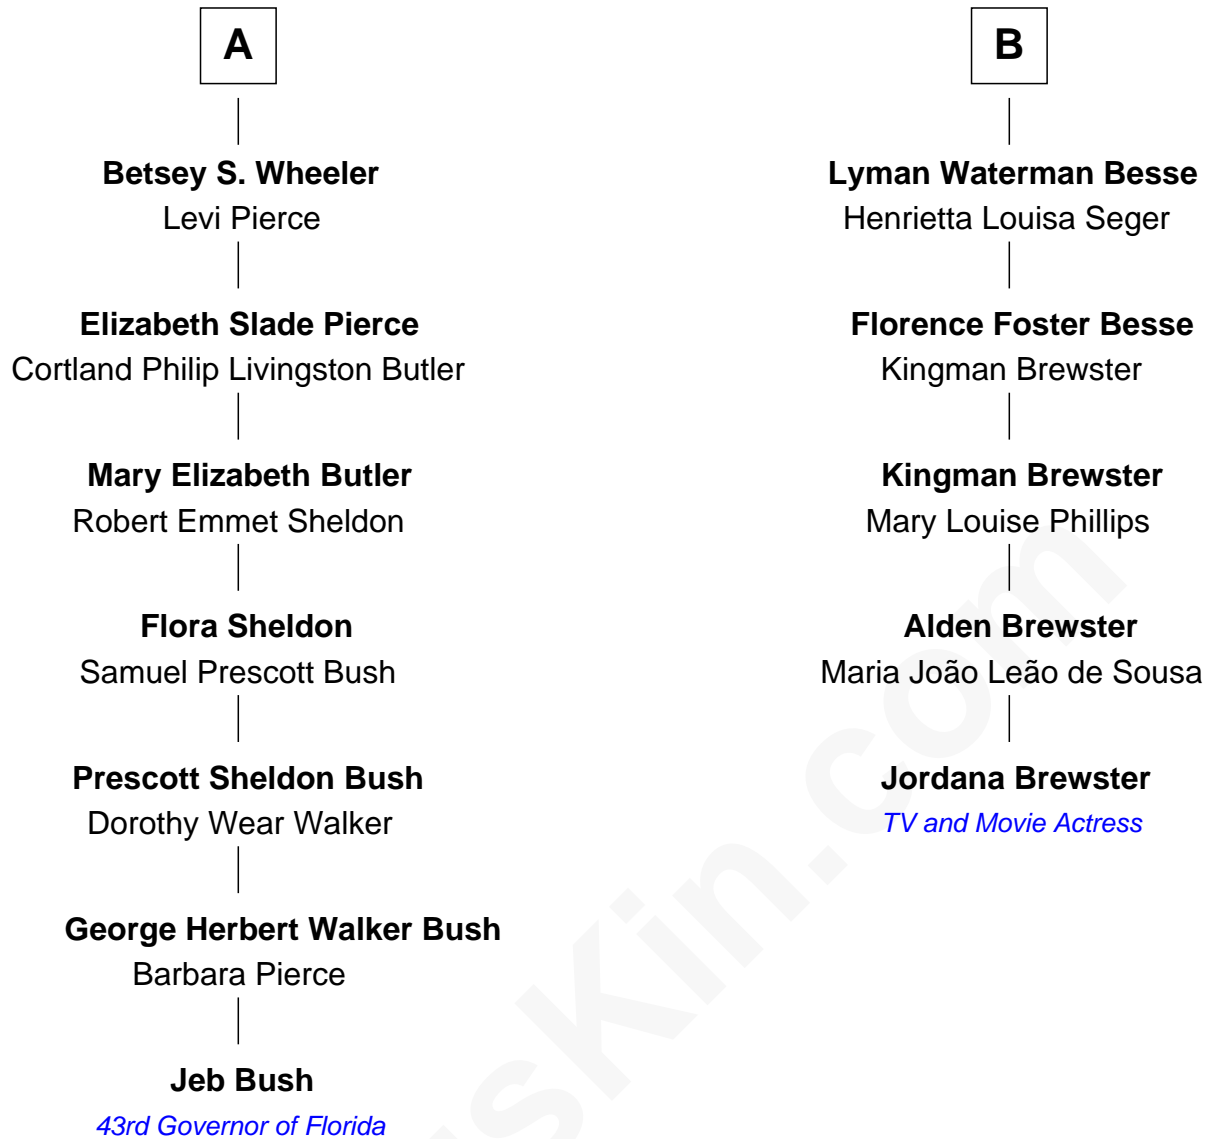 A
Betsey S. Wheeler
Levi Pierce
Elizabeth Slade Pierce
Cortland Philip Livingston Butler
Mary Elizabeth Butler
Robert Emmet Sheldon
Flora Sheldon
Samuel Prescott Bush
Prescott Sheldon Bush
Dorothy Wear Walker
George Herbert Walker Bush
Barbara Pierce
Jeb Bush
43rd Governor of Florida
B
Lyman Waterman Besse
Henrietta Louisa Seger
Florence Foster Besse
Kingman Brewster
Kingman Brewster
Mary Louise Phillips
Alden Brewster
Maria João Leão de Sousa
Jordana Brewster
TV and Movie Actress
isKin.com